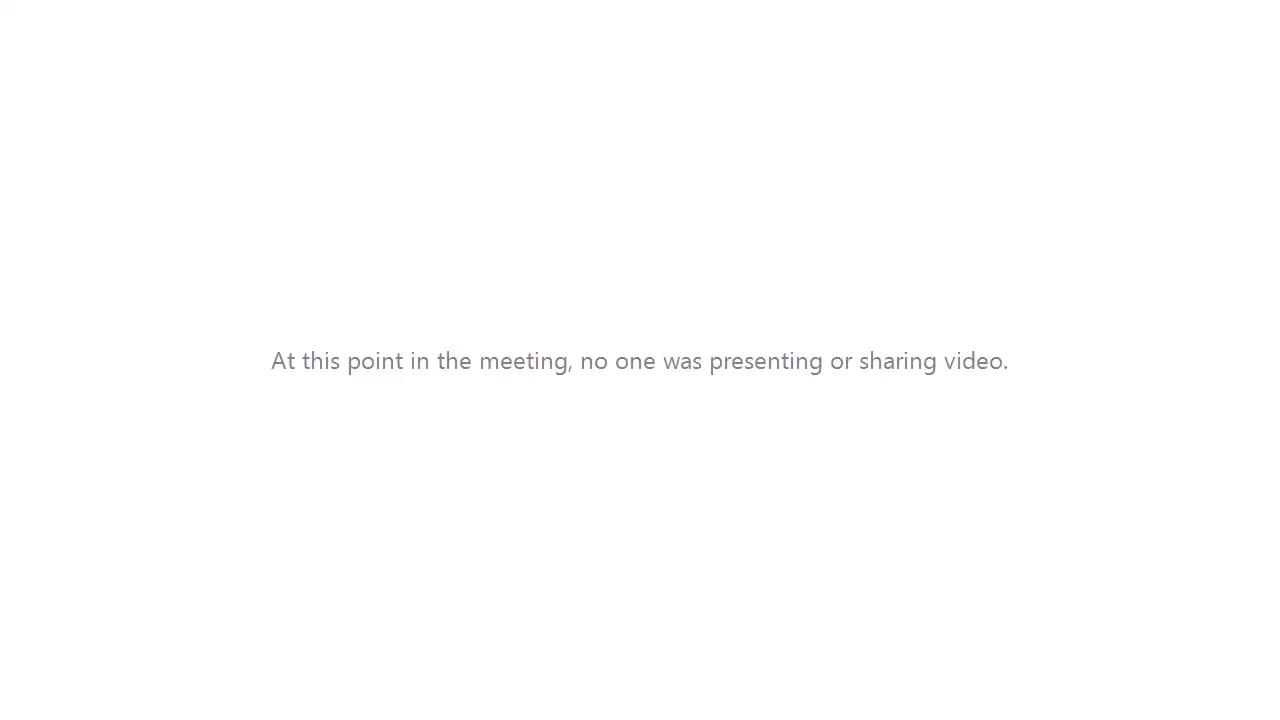 At this point in the meeting, no one was presenting or sharing video.